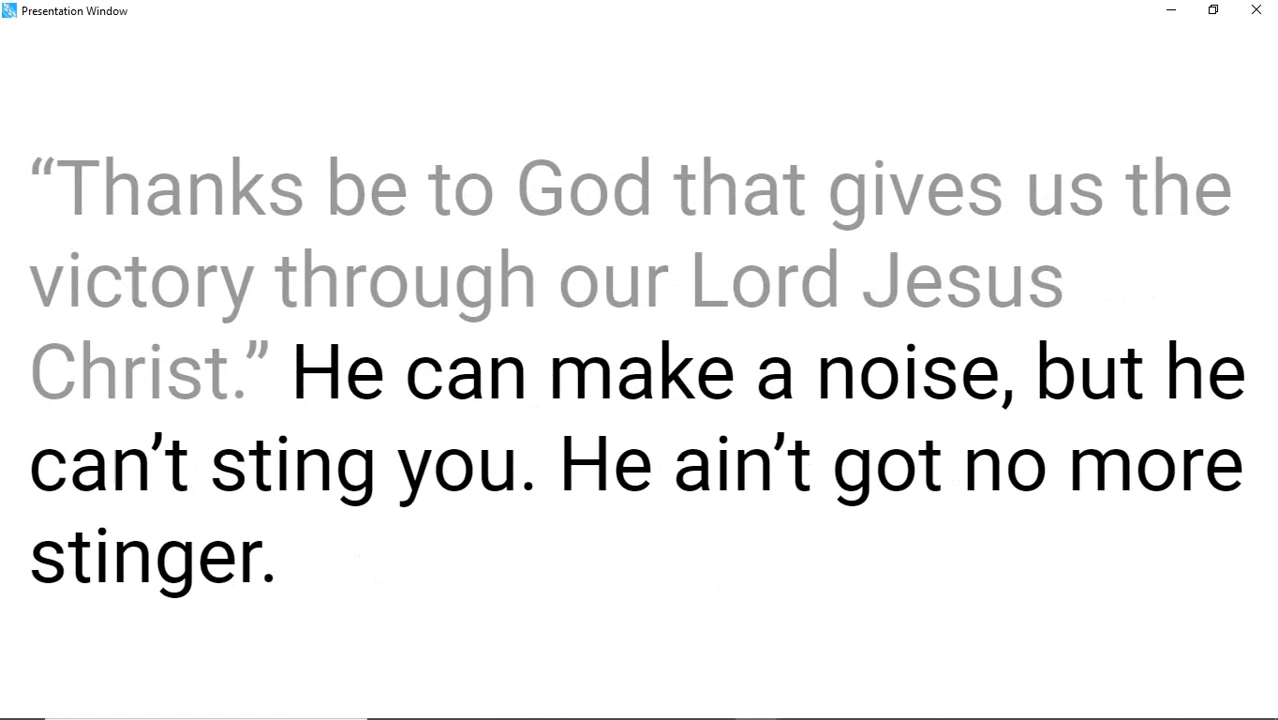 Presentation Window
“Thanks be to God that gives us the
victory through our Lord Jesus
Christ.” He can make a noise, but he
can’t sting you. He ain’t got no more
stinger.